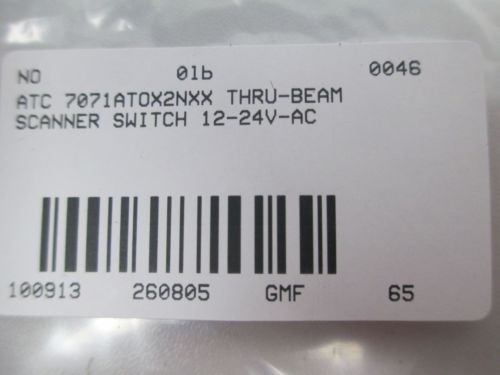 NO 01b 0046
ATC 7071ATOX2NXX THRU-BEAM
SCANNER SWITCH 12-24V-AC
100913 260805 GMF 65